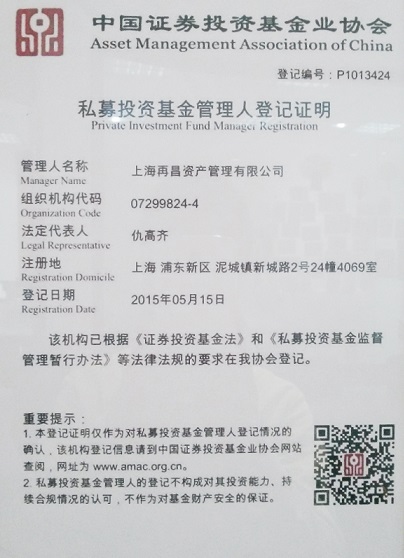 中国证券投资基金业协会
Asset Management Association of China
登记编号：P1013424
私募投资基金管理人登记证明
Private Investment Fund Manager Registration
管理人名称 上海再昌资产管理有限公司
Manager Name
组织机构代码 07299824-4
Organization Code
法定代表人 仇高齐
Legal Representative
注册地 上海 浦东新区 泥城镇新城路2号24幢4069室
Registration Domicile
登记日期 2015年05月15日
Registration Date
该机构已根据《证券投资基金法》和《私募投资基金监督
管理暂行办法》等法律法规的要求在我协会登记。
重要提示：
1. 本登记证明仅作为对私募投资基金管理人登记情况的
确认，该机构登记信息请到中国证券投资基金业协会网站
查阅，网址为 www.amac.org.cn。
2. 私募基金管理人的登记不构成对其投资能力、持
续合规情况的认可，不作为对基金财产安全的保证。